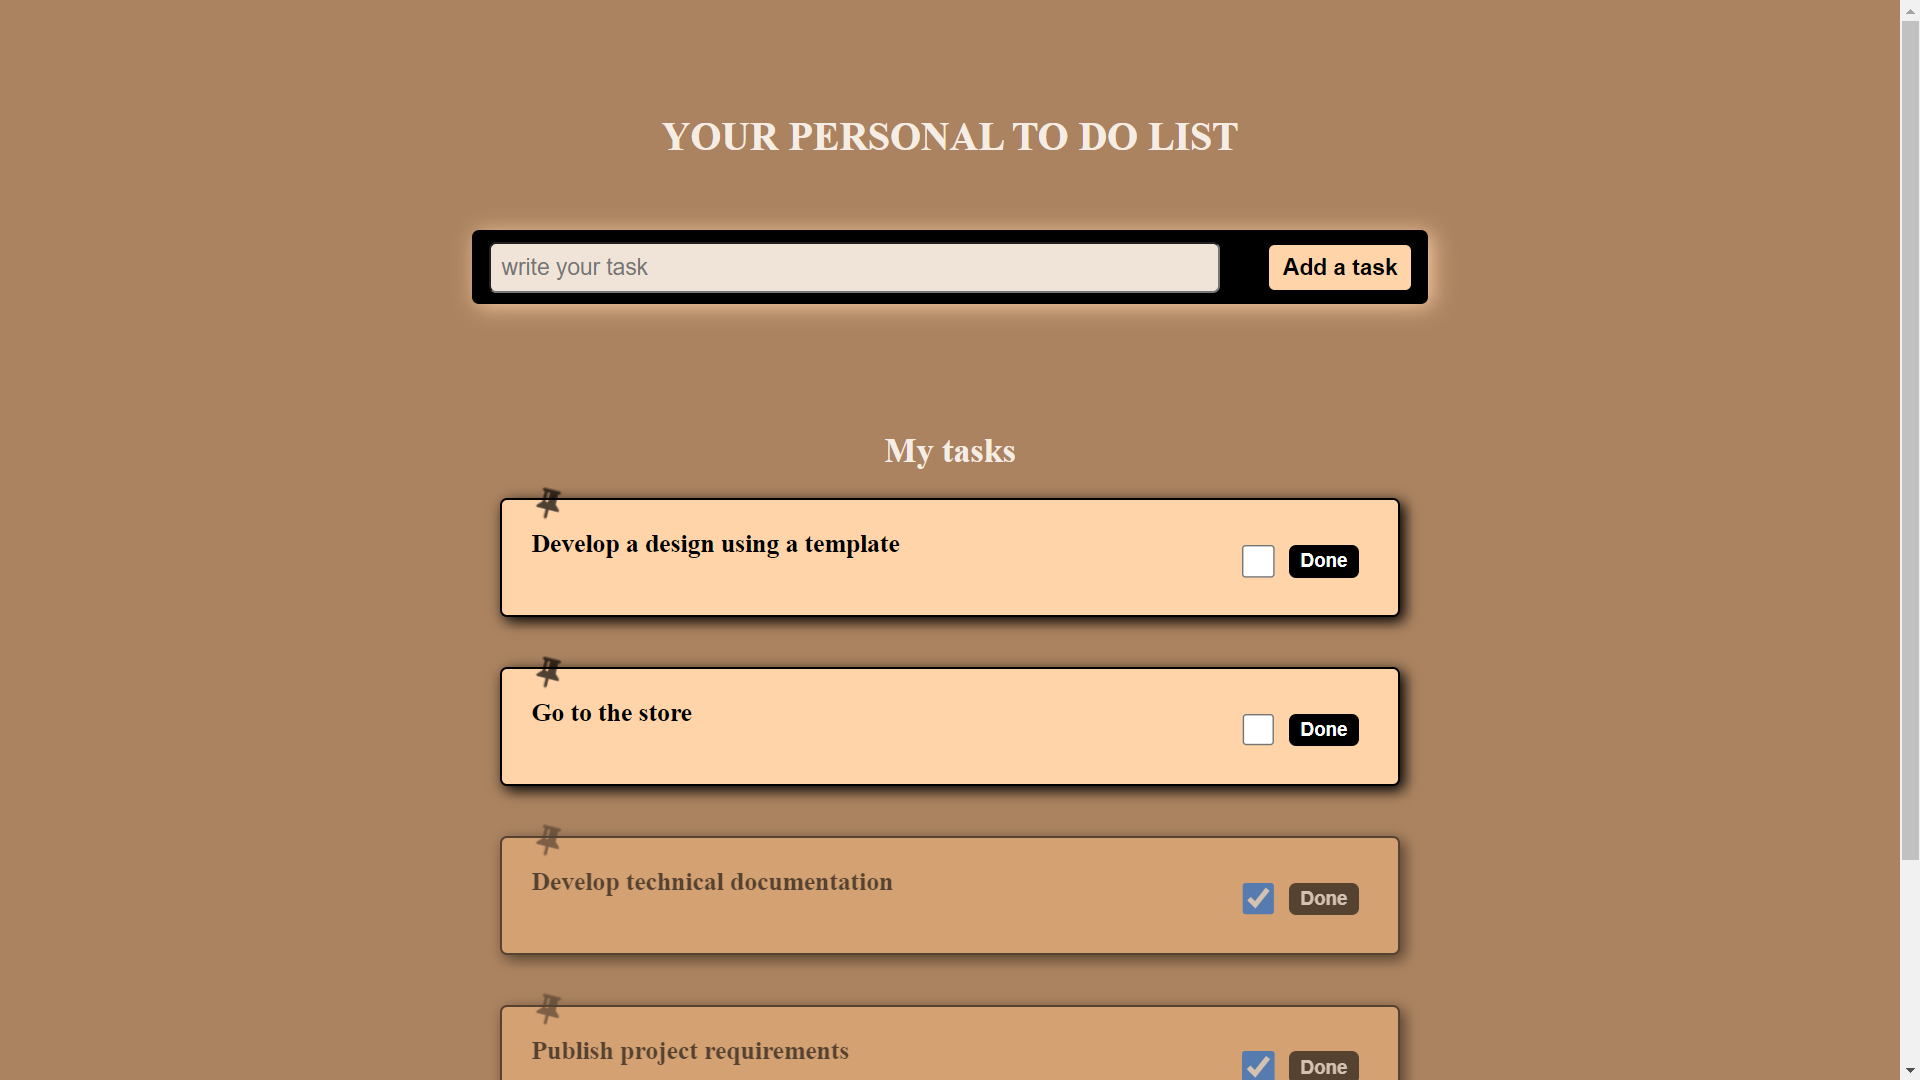 YOUR PERSONAL TO DO LIST
write your task
Add a task
My tasks
Develop a design using a template
Done
Go to the store
Done
Develop technical documentation
Done
Publish project requirements
Done